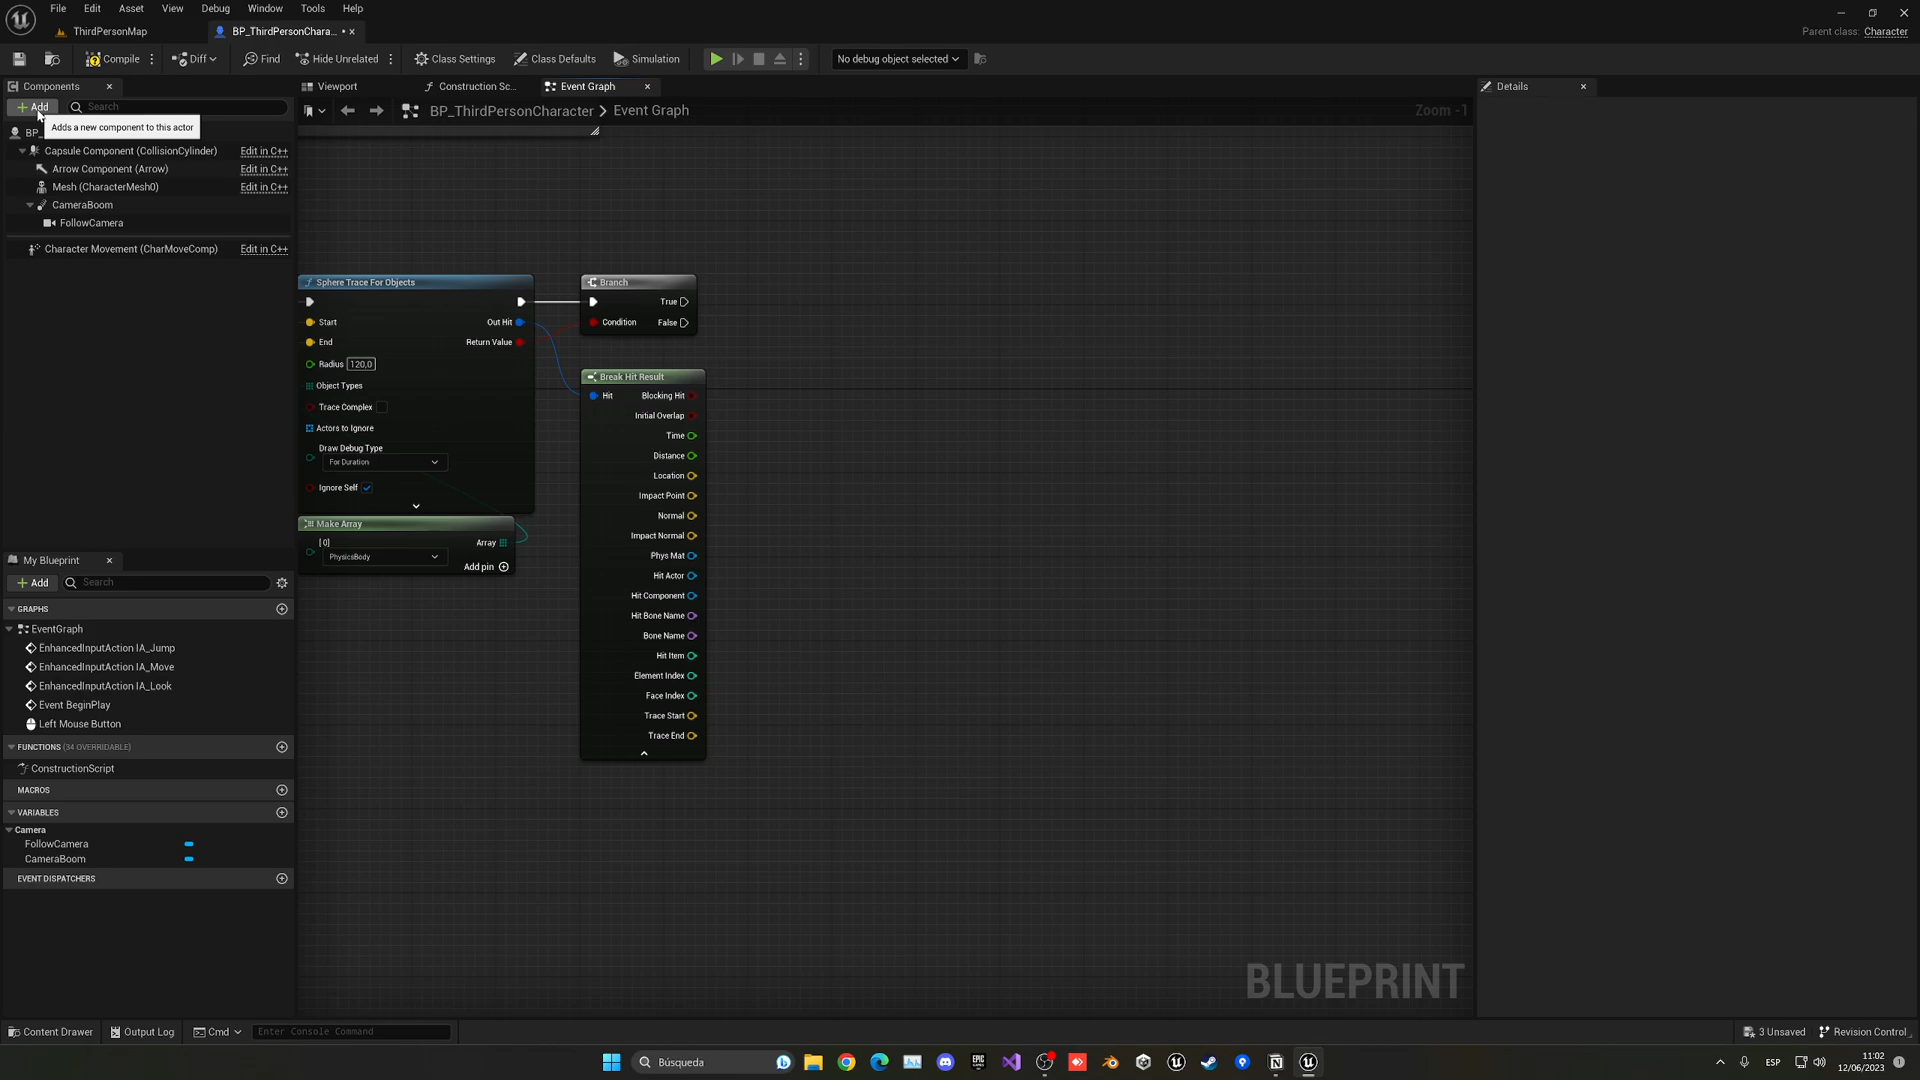 File Edit Asset View Debug Window Tools Help
ThirdPersonMap
BP_ThirdPersonChara...
Parent class: Character
Compile
Diff
Find
Hide Unrelated
Class Settings
Class Defaults
Simulation
No debug object selected
Components
Viewport
Construction Sc...
Event Graph
Details
Add
Search
BP_ThirdPersonCharacter > Event Graph
Zoom -1
Adds a new component to this actor
BP_
Capsule Component (CollisionCylinder) Edit in C++
Arrow Component (Arrow) Edit in C++
Mesh (CharacterMesh0) Edit in C++
CameraBoom
FollowCamera
Character Movement (CharMoveComp) Edit in C++
Sphere Trace For Objects
Start Out Hit
End Return Value
Radius 120,0
Object Types
Trace Complex
Actors to Ignore
Draw Debug Type
For Duration
Ignore Self
Make Array
[0] Array
PhysicsBody
Add pin
Branch
True
Condition False
Break Hit Result
Hit Blocking Hit
Initial Overlap
Time
Distance
Location
Impact Point
Normal
Impact Normal
Phys Mat
Hit Actor
Hit Component
Hit Bone Name
Bone Name
Hit Item
Element Index
Face Index
Trace Start
Trace End
My Blueprint
Add
Search
GRAPHS
EventGraph
EnhancedInputAction IA_Jump
EnhancedInputAction IA_Move
EnhancedInputAction IA_Look
Event BeginPlay
Left Mouse Button
FUNCTIONS (34 OVERRIDABLE)
ConstructionScript
MACROS
VARIABLES
Camera
FollowCamera
CameraBoom
EVENT DISPATCHERS
BLUEPRINT
Content Drawer
Output Log
Cmd
Enter Console Command
3 Unsaved
Revision Control
Búsqueda
EPIC GAMES
ESP
11:02
12/06/2023
1